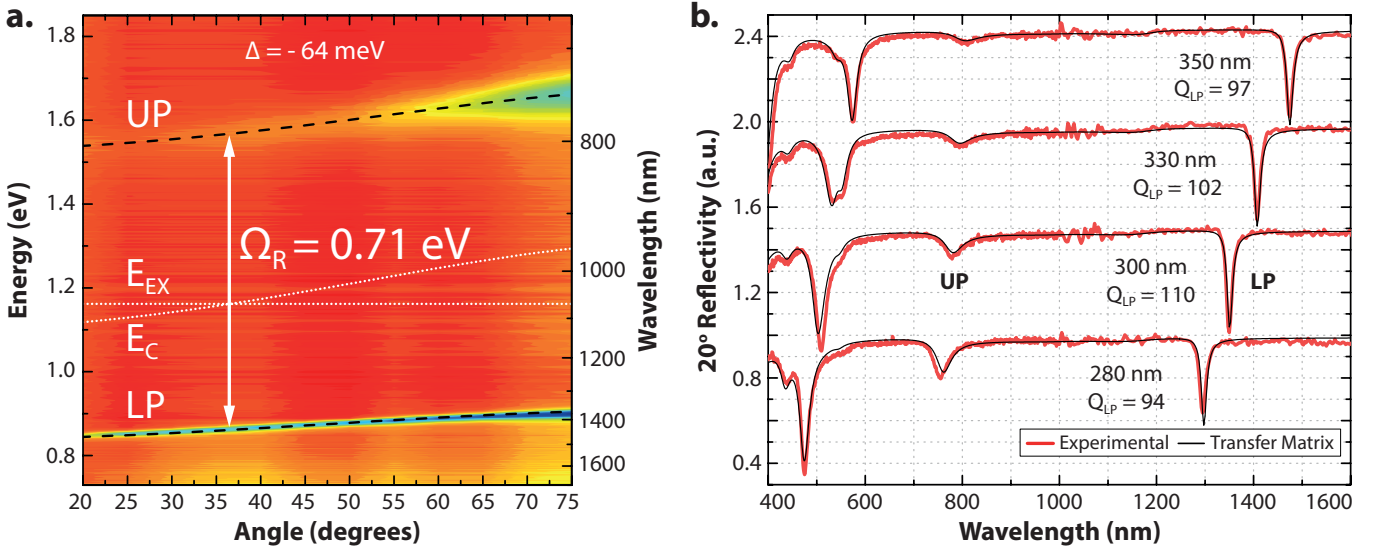 a.
Δ = - 64 meV
UP
Ω_R = 0.71 eV
E_EX
E_C
LP
1.8
1.6
1.4
1.2
1.0
0.8
Energy (eV)
20 25 30 35 40 45 50 55 60 65 70 75
Angle (degrees)
800
1000
1200
1400
1600
Wavelength (nm)
b.
2.4
2.0
1.6
1.2
0.8
0.4
20º Reflectivity (a.u.)
350 nm
Q_LP = 97
330 nm
Q_LP = 102
300 nm
Q_LP = 110
UP
LP
280 nm
Q_LP = 94
Experimental
Transfer Matrix
400 600 800 1000 1200 1400 1600
Wavelength (nm)